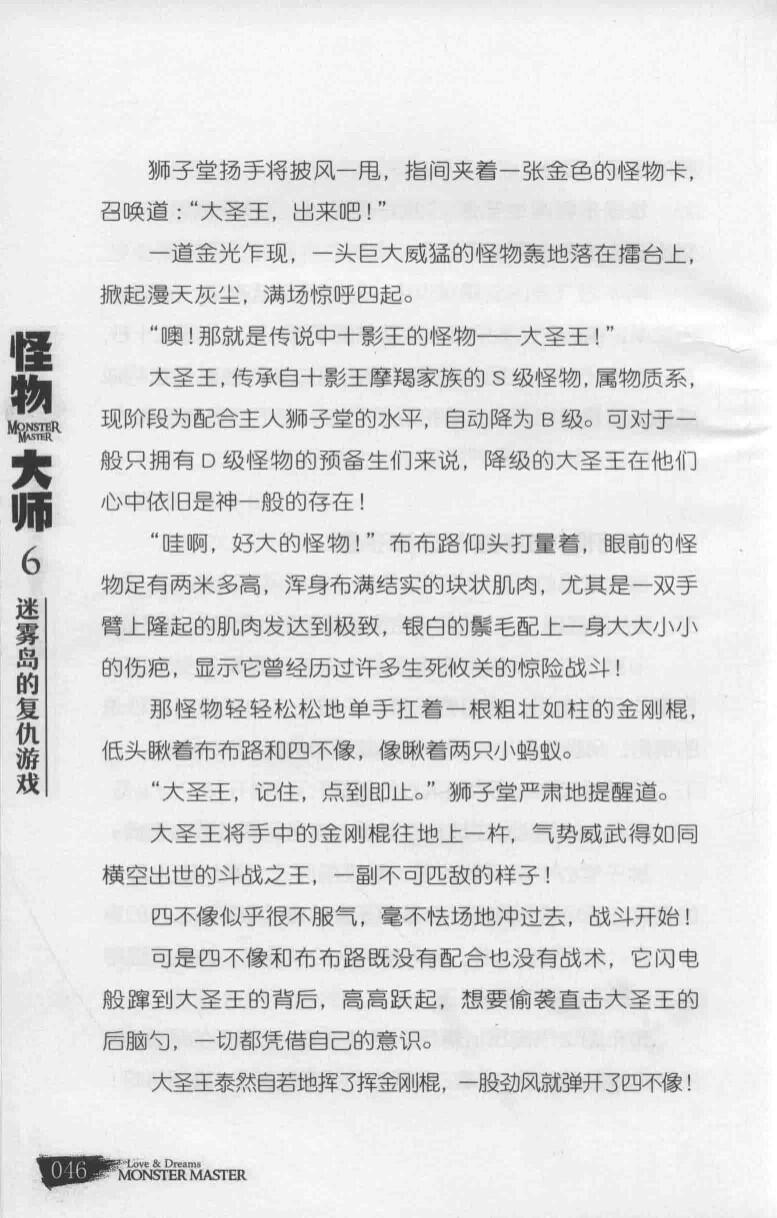 狮子堂扬手将披风一甩，指间夹着一张金色的怪物卡，
召唤道：“大圣王，出来吧！”
一道金光乍现，一头巨大威猛的怪物轰地落在擂台上，
掀起漫天灰尘，满场惊呼四起。
“噢！那就是传说中十影王的怪物——大圣王！”
大圣王，传承自十影王摩羯家族的 S 级怪物，属物质系，
现阶段为配合主人狮子堂的水平，自动降为 B 级。可对于一
般只拥有 D 级怪物的预备生们来说，降级的大圣王在他们
心中依旧是神一般的存在！
“哇啊，好大的怪物！”布布路仰头打量着，眼前的怪
物足有两米多高，浑身布满结实的块状肌肉，尤其是一双手
臂上隆起的肌肉发达到极致，银白的鬃毛配上一身大大小小
的伤疤，显示它曾经历过许多生死攸关的惊险战斗！
那怪物轻轻松松地单手扛着一根粗壮如柱的金刚棍，
低头瞅着布布路和四不像，像瞅着两只小蚂蚁。
“大圣王，记住，点到即止。”狮子堂严肃地提醒道。
大圣王将手中的金刚棍往地上一杵，气势威武得如同
横空出世的斗战之王，一副不可匹敌的样子！
四不像似乎很不服气，毫不怯场地冲过去，战斗开始！
可是四不像和布布路既没有配合也没有战术，它闪电
般蹿到大圣王的背后，高高跃起，想要偷袭直击大圣王的
后脑勺，一切都凭借自己的意识。
大圣王泰然自若地挥了挥金刚棍，一股劲风就弹开了四不像！
怪物
MONSTER
MASTER
大师
6
迷雾岛的复仇游戏
046
Love & Dreams
MONSTER MASTER